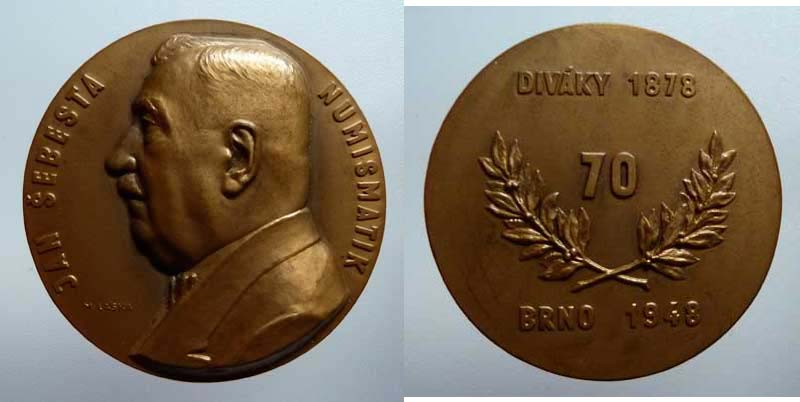 JAN ŠEBESTA
NUMISMATIK
DIVÁKY 1878
70
BRNO 1948